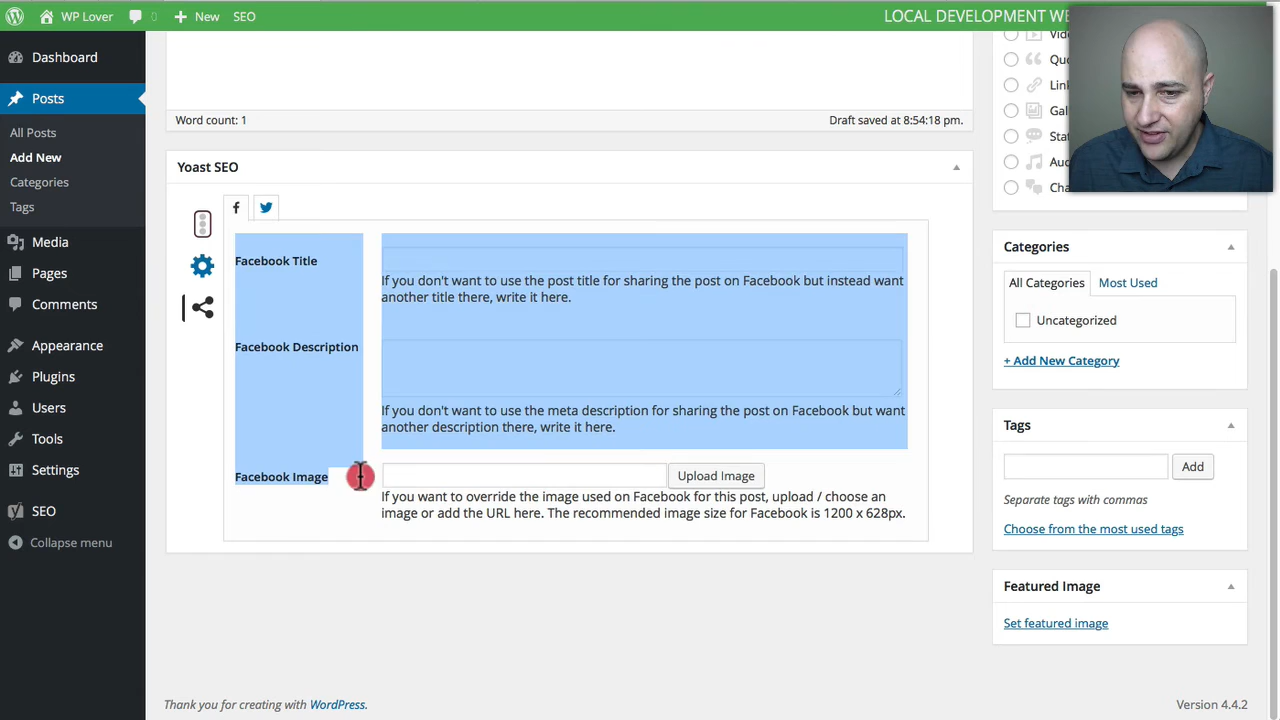 WP Lover
0
New
SEO
LOCAL DEVELOPMENT WE
Dashboard
Posts
All Posts
Add New
Categories
Tags
Media
Pages
Comments
Appearance
Plugins
Users
Tools
Settings
SEO
Collapse menu
Word count: 1
Draft saved at 8:54:18 pm.
Yoast SEO
Facebook Title
If you don't want to use the post title for sharing the post on Facebook but instead want
another title there, write it here.
Facebook Description
If you don't want to use the meta description for sharing the post on Facebook but want
another description there, write it here.
Facebook Image
Upload Image
If you want to override the image used on Facebook for this post, upload / choose an
image or add the URL here. The recommended image size for Facebook is 1200 x 628px.
Vid
Quo
Link
Gal
Stat
Aud
Cha
Categories
All Categories
Most Used
Uncategorized
+ Add New Category
Tags
Add
Separate tags with commas
Choose from the most used tags
Featured Image
Set featured image
Thank you for creating with WordPress.
Version 4.4.2